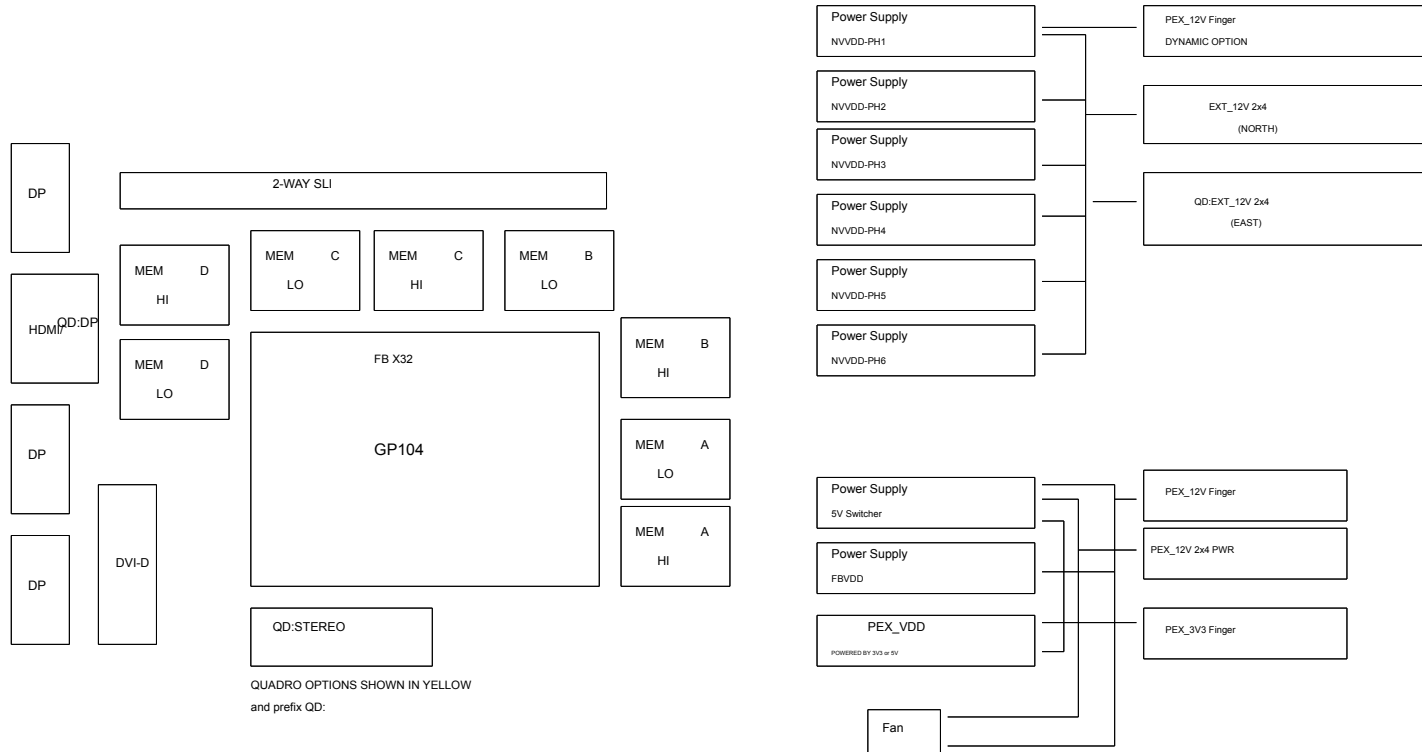 DP
HDMI/
QD:DP
DP
DP
DVI-D
2-WAY SLI
MEM D
HI
MEM D
LO
MEM C
LO
MEM C
HI
MEM B
LO
MEM B
HI
MEM A
LO
MEM A
HI
FB X32
GP104
QD:STEREO
QUADRO OPTIONS SHOWN IN YELLOW
and prefix QD:
Power Supply
NVVDD-PH1
Power Supply
NVVDD-PH2
Power Supply
NVVDD-PH3
Power Supply
NVVDD-PH4
Power Supply
NVVDD-PH5
Power Supply
NVVDD-PH6
PEX_12V Finger
DYNAMIC OPTION
EXT_12V 2x4
(NORTH)
QD:EXT_12V 2x4
(EAST)
Power Supply
5V Switcher
Power Supply
FBVDD
PEX_VDD
POWERED BY 3V3 or 5V
Fan
PEX_12V Finger
PEX_12V 2x4 PWR
PEX_3V3 Finger